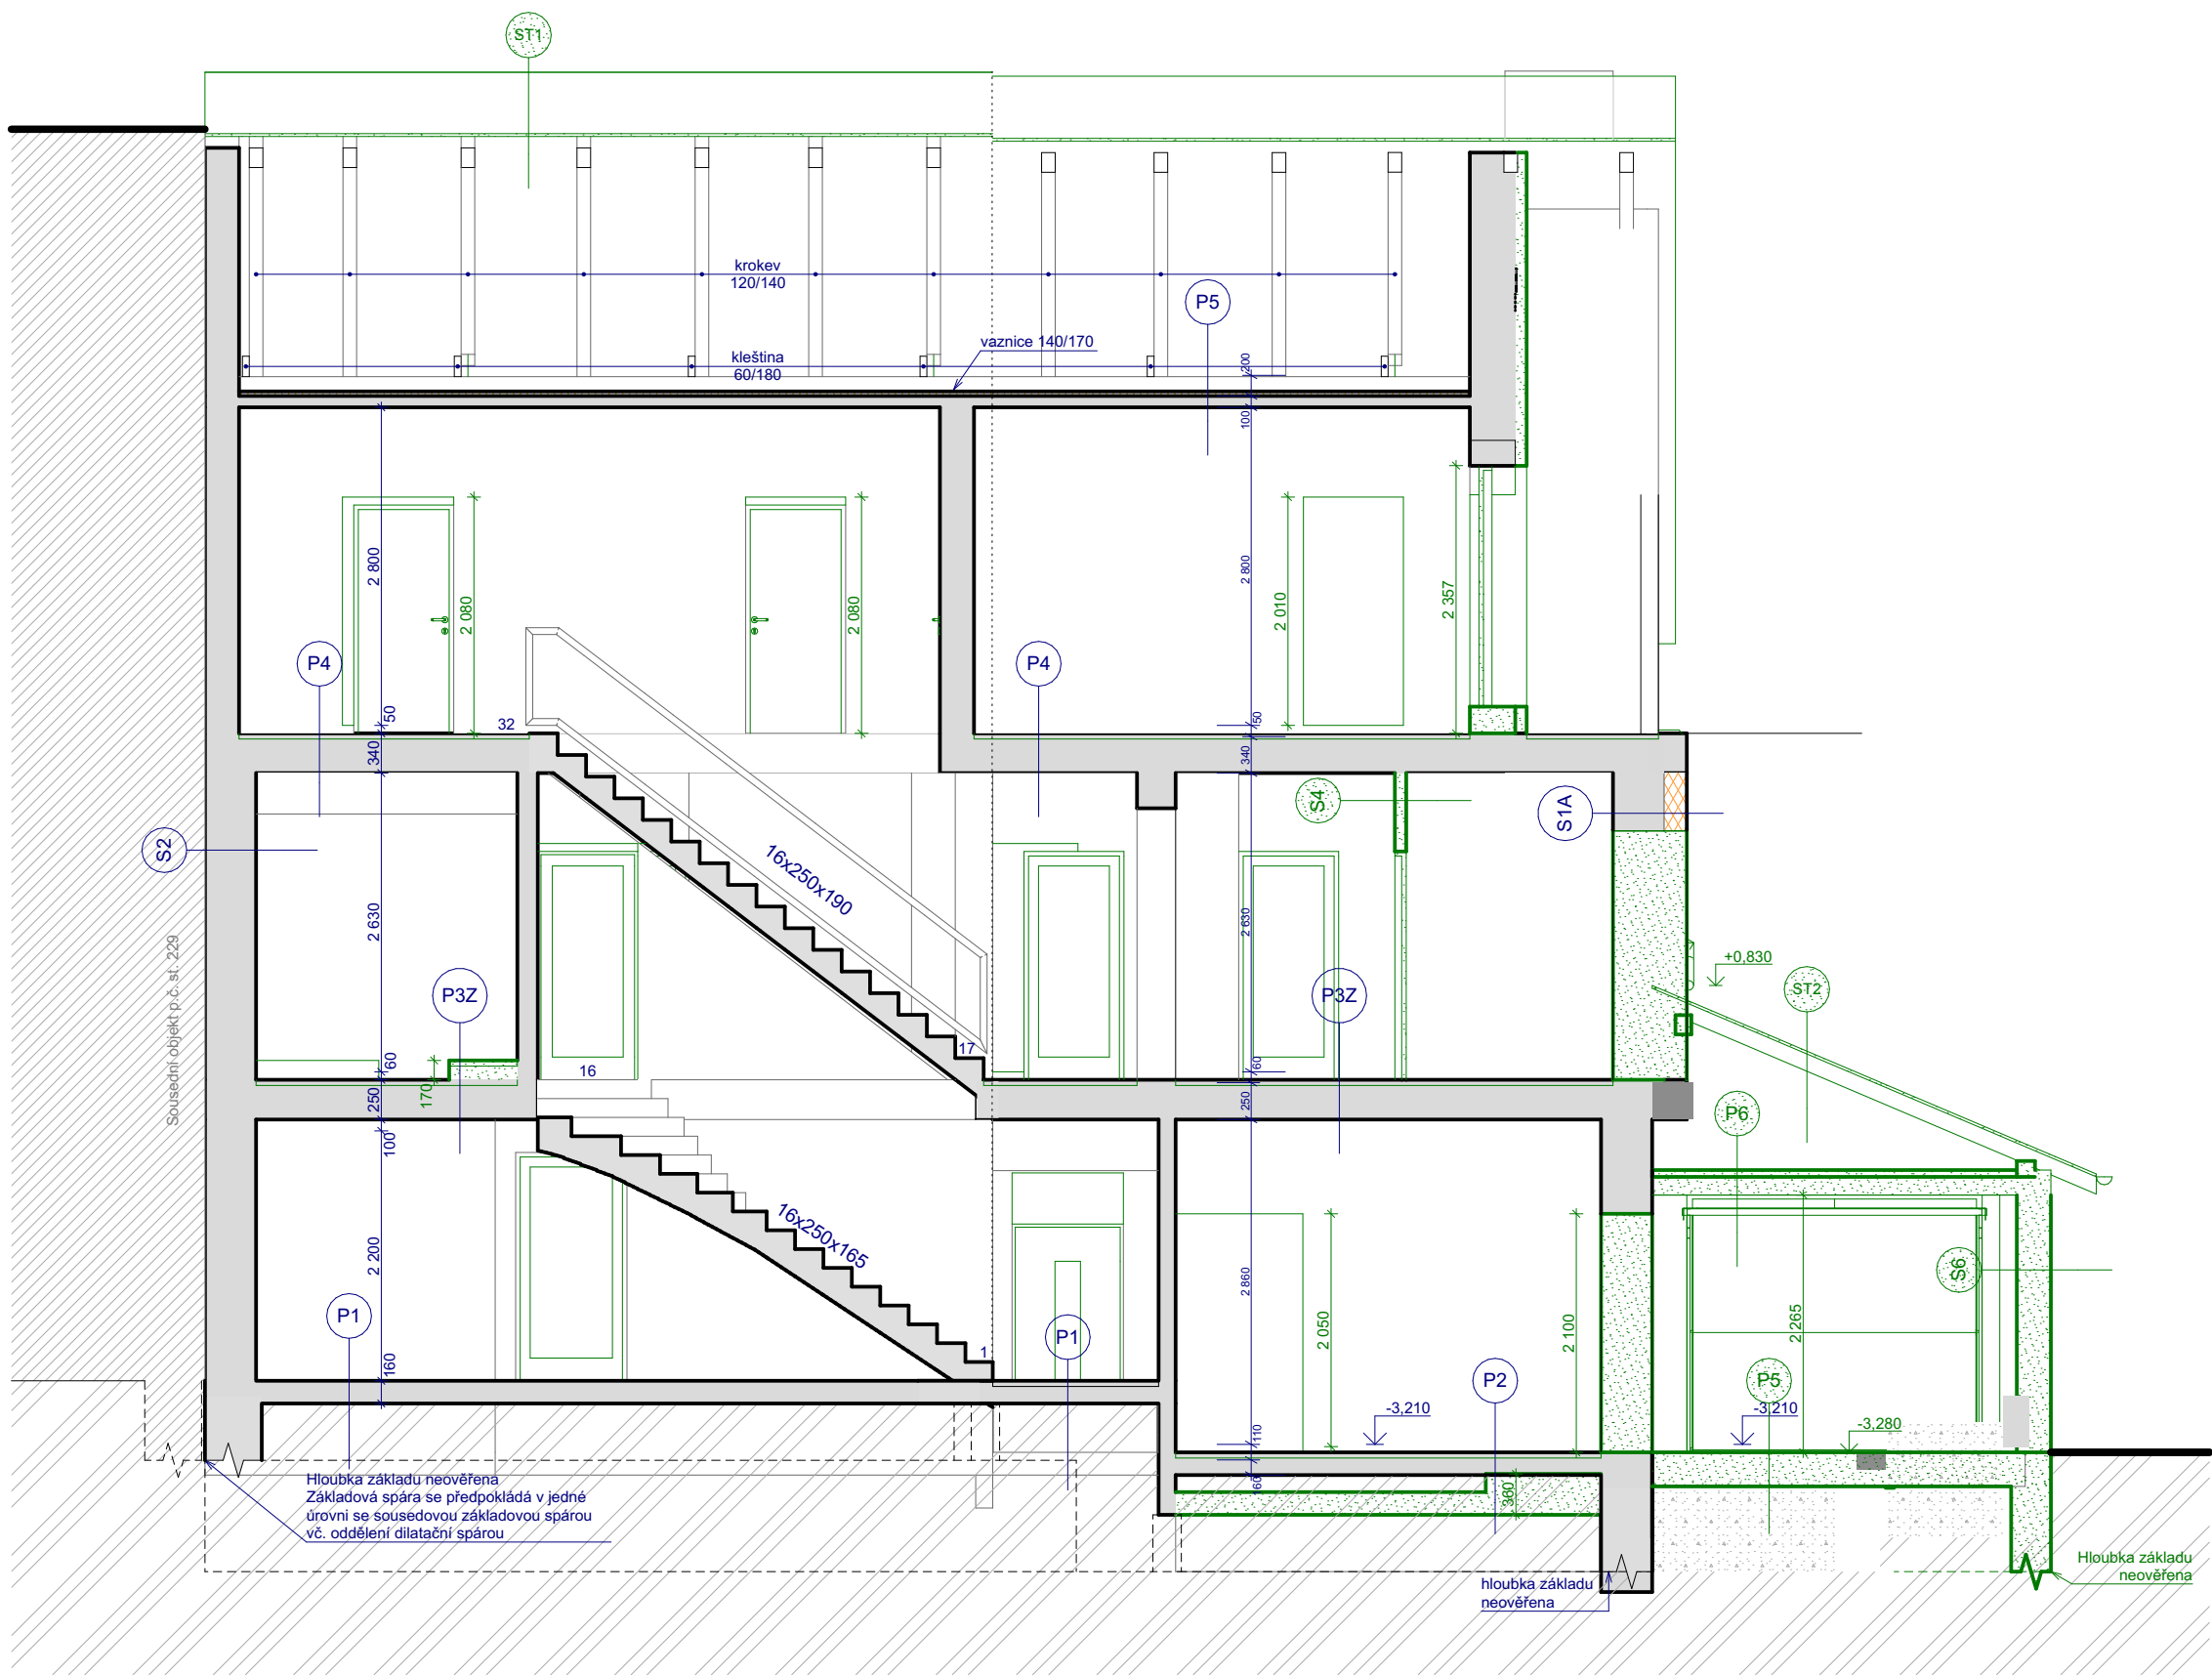 ST1
krokev
120/140
P5
vaznice 140/170
kleština
60/180
200
100
2 800
2 080
2 080
2 800
2 010
2 357
P4
P4
50
32
50
340
340
S4
S1A
S2
16x250x190
2 630
2 630
Sousední objekt p.č. st. 229
P3Z
P3Z
+0,830
ST2
17
60
16
60
170
250
250
P6
100
16x250x165
2 200
2 860
S6
2 050
2 100
2 265
P1
P1
1
160
P2
P5
-3,210
-3,210
-3,280
110
160
360
Hloubka základu neověřena
Základová spára se předpokládá v jedné
úrovni se sousedovou základovou spárou
vč. oddělení dilatační spárou
hloubka základu
neověřena
Hloubka základu
neověřena